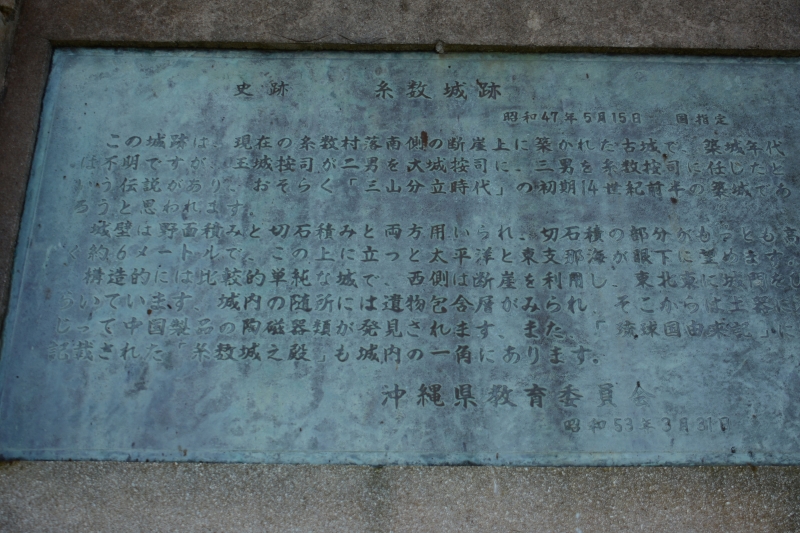 史跡 糸数城跡
昭和47年5月15日 国指定
この城跡は、現在の糸数村落南側の断崖上に築かれた古城で、築城年代
は不明ですが、玉城按司が二男を大城按司に、三男を糸数按司に任じたと
いう伝説があり、おそらく「三山分立時代」の初期14世紀前半の築城であ
ろうと思われます。
城壁は野面積みと切石積みと両方用いられ、切石積の部分がもっとも高
く約6メートルで、この上に立つと太平洋と東支那海が眼下に望めます
構造的には比較的単純な城で、西側は断崖を利用し、東北東に城門をひ
らいています。城内の随所には遺物包含層がみられ、そこからは土器に
じって中国製品の陶磁器類が発見されます。また、「琉球国由来記」に
記載された「糸数城之殿」も城内の一角にあります。
沖縄県教育委員会
昭和53年3月31日